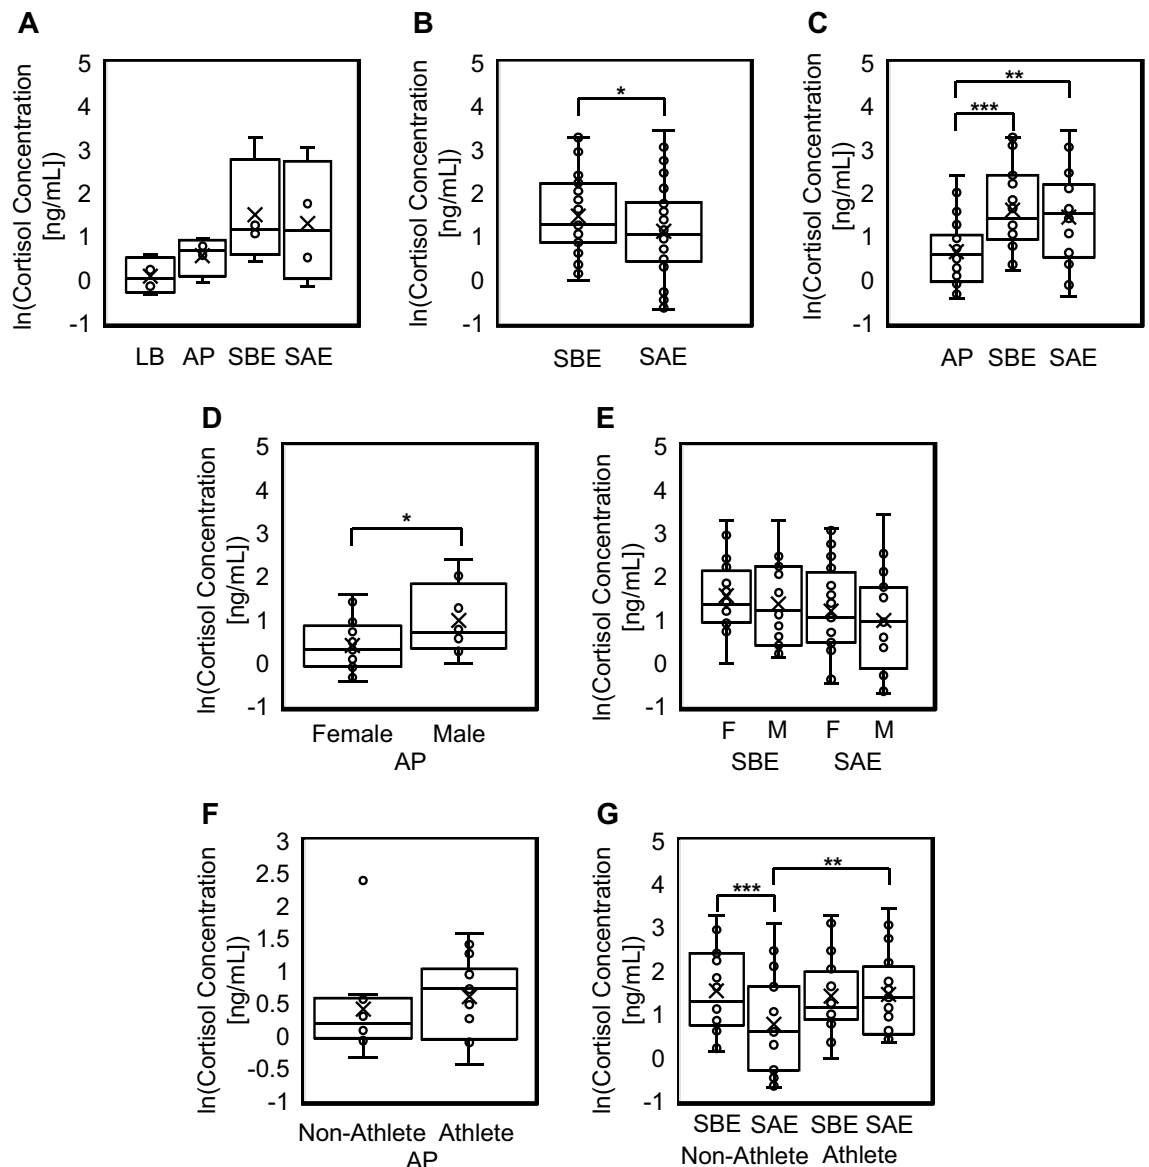 A
B
C
ln(Cortisol Concentration
[ng/mL])
5
4
3
2
1
0
-1
LB AP SBE SAE
ln(Cortisol Concentration
[ng/mL])
5
4
3
2
1
0
-1
*
SBE SAE
ln(Cortisol Concentration
[ng/mL])
5
4
3
2
1
0
-1
**
***
AP SBE SAE
D
E
ln(Cortisol Concentration
[ng/mL])
5
4
3
2
1
0
-1
*
Female Male
AP
ln(Cortisol Concentration
[ng/mL])
5
4
3
2
1
0
-1
F M F M
SBE SAE
F
G
ln(Cortisol Concentration
[ng/mL])
3
2.5
2
1.5
1
0.5
0
-0.5
-1
Non-Athlete Athlete
AP
ln(Cortisol Concentration
[ng/mL])
5
4
3
2
1
0
-1
**
***
SBE SAE SBE SAE
Non-Athlete Athlete